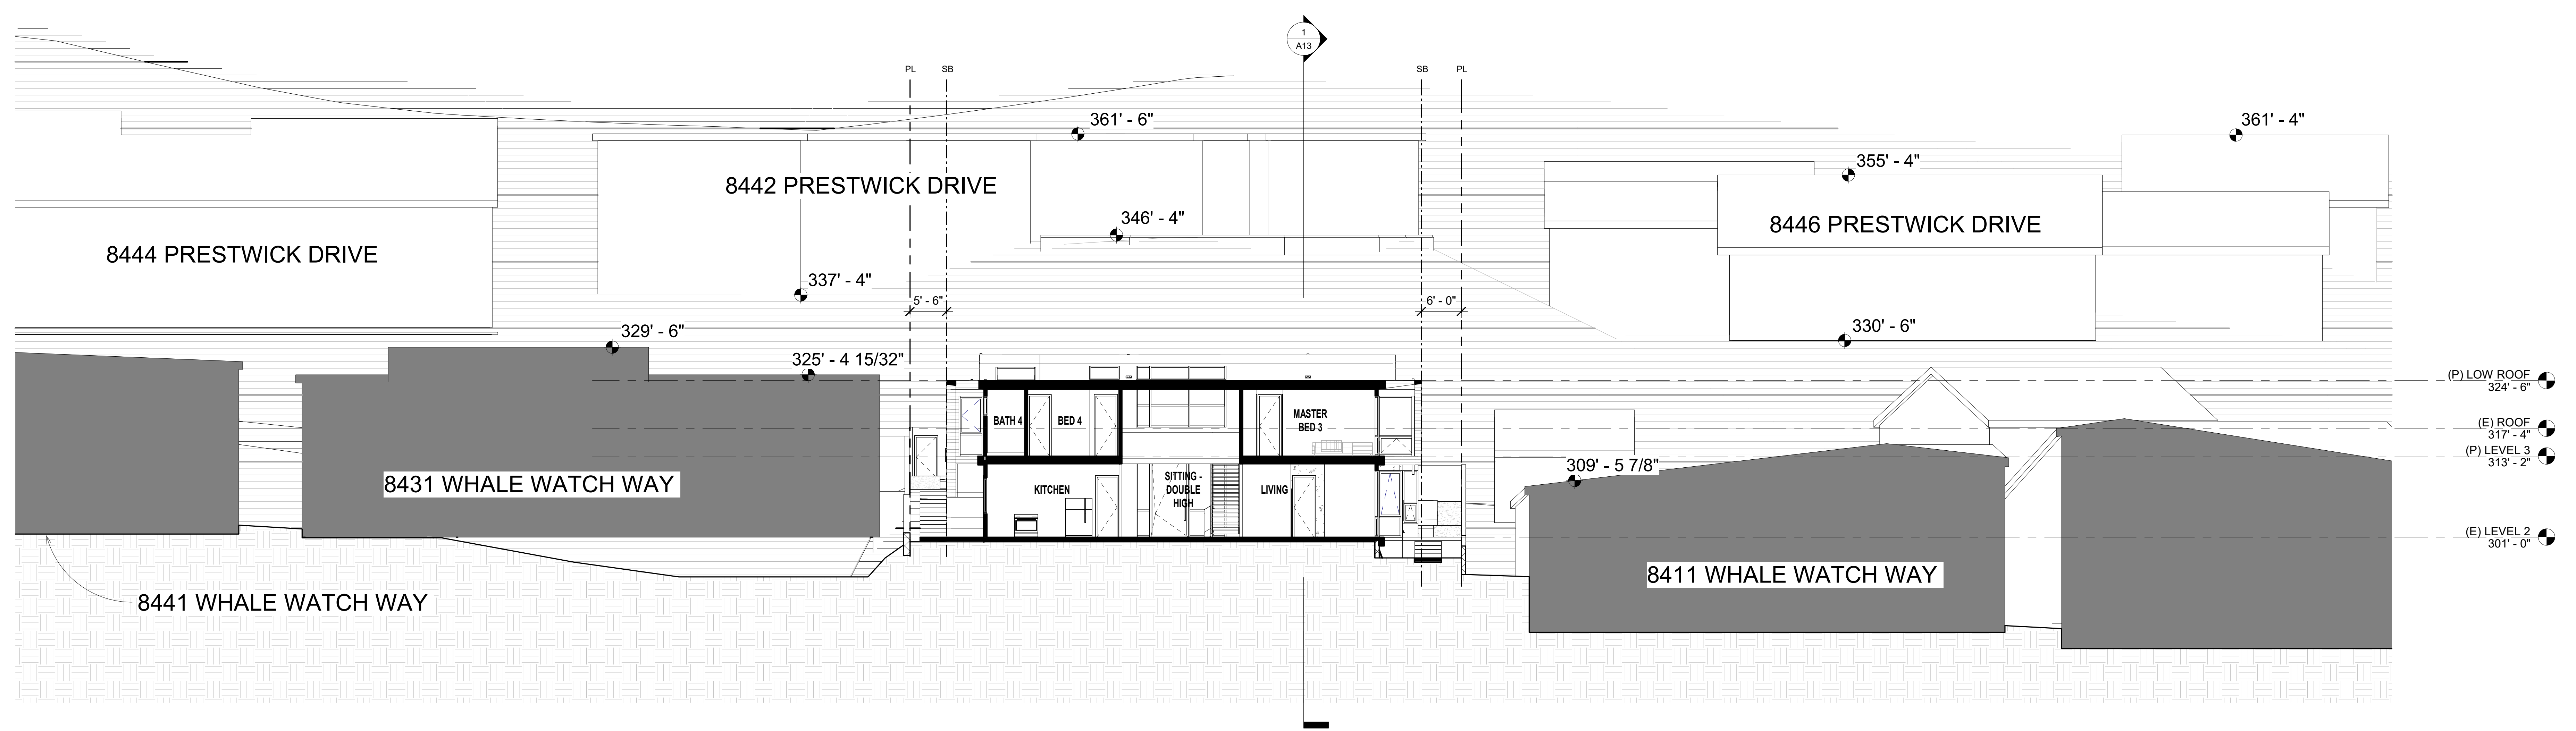 1
A13
PL
SB
SB
PL
361' - 6"
361' - 4"
355' - 4"
8442 PRESTWICK DRIVE
346' - 4"
8446 PRESTWICK DRIVE
8444 PRESTWICK DRIVE
337' - 4"
5' - 6"
6' - 0"
329' - 6"
330' - 6"
325' - 4 15/32"
(P) LOW ROOF
324' - 6"
BATH 4
BED 4
MASTER
BED 3
(E) ROOF
317' - 4"
(P) LEVEL 3
313' - 2"
309' - 5 7/8"
8431 WHALE WATCH WAY
KITCHEN
SITTING -
DOUBLE
HIGH
LIVING
(E) LEVEL 2
301' - 0"
8411 WHALE WATCH WAY
8441 WHALE WATCH WAY